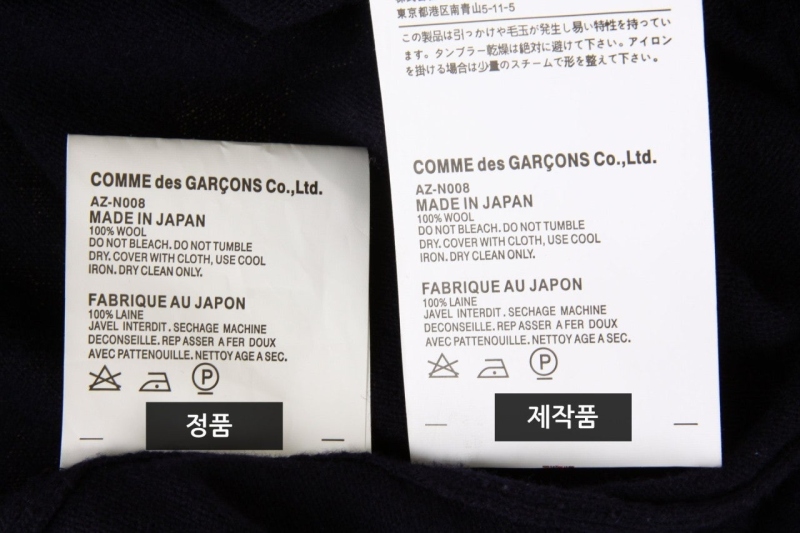 東京都港区南青山5-11-5
この製品は引っかけや毛玉が発生し易い特性を持ってい
ます。タンブラー乾燥は絶対に避けて下さい。アイロン
を掛ける場合は少量のスチームで形を整えて下さい。
COMME des GARÇONS Co.,Ltd.
AZ-N008
MADE IN JAPAN
100% WOOL
DO NOT BLEACH. DO NOT TUMBLE
DRY. COVER WITH CLOTH, USE COOL
IRON. DRY CLEAN ONLY.
FABRIQUE AU JAPON
100% LAINE
JAVEL INTERDIT . SECHAGE MACHINE
DECONSEILLE. REP ASSER A FER DOUX
AVEC PATTENOUILLE. NETTOY AGE A SEC.
P
정품
COMME des GARÇONS Co.,Ltd.
AZ-N008
MADE IN JAPAN
100% WOOL
DO NOT BLEACH. DO NOT TUMBLE
DRY. COVER WITH CLOTH, USE COOL
IRON. DRY CLEAN ONLY.
FABRIQUE AU JAPON
100% LAINE
JAVEL INTERDIT . SECHAGE MACHINE
DECONSEILLE. REP ASSER A FER DOUX
AVEC PATTENOUILLE. NETTOY AGE A SEC.
P
제작품